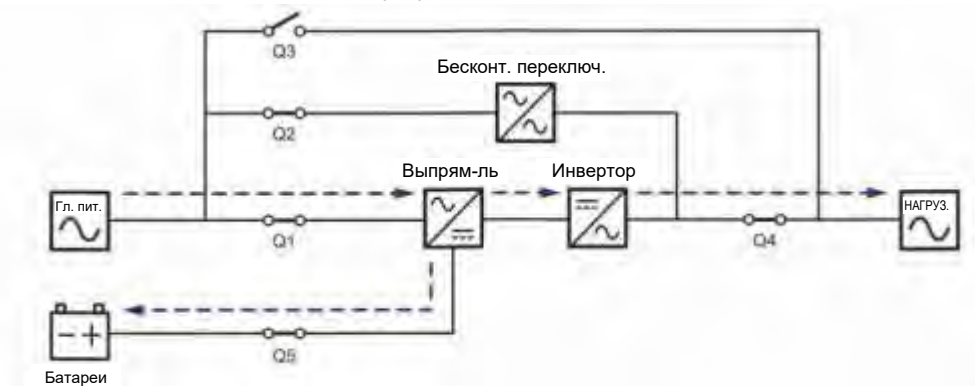 Q3
Бесконт. переключ.
Q2
Выпрям-ль Инвертор
Гл. пит. НАГРУЗ.
Q1 Q4
Q5
Батареи